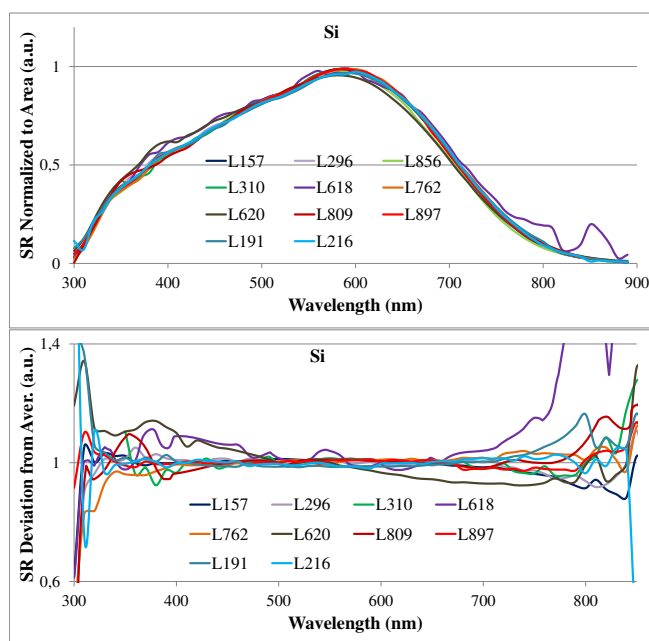 Si
SR Normalized to Area (a.u.)
1
0,5
0
L157 L296 L856
L310 L618 L762
L620 L809 L897
L191 L216
300 400 500 600 700 800 900
Wavelength (nm)
Si
SR Deviation from Aver. (a.u.)
1,4
1
0,6
L157 L296 L310 L618
L762 L620 L809 L897
L191 L216
300 400 500 600 700 800
Wavelength (nm)